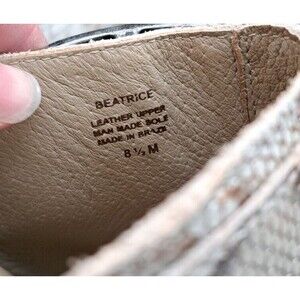 BEATRICE
LEATHER UPPER
MAN MADE SOLE
MADE IN BRAZIL
8 ½ M